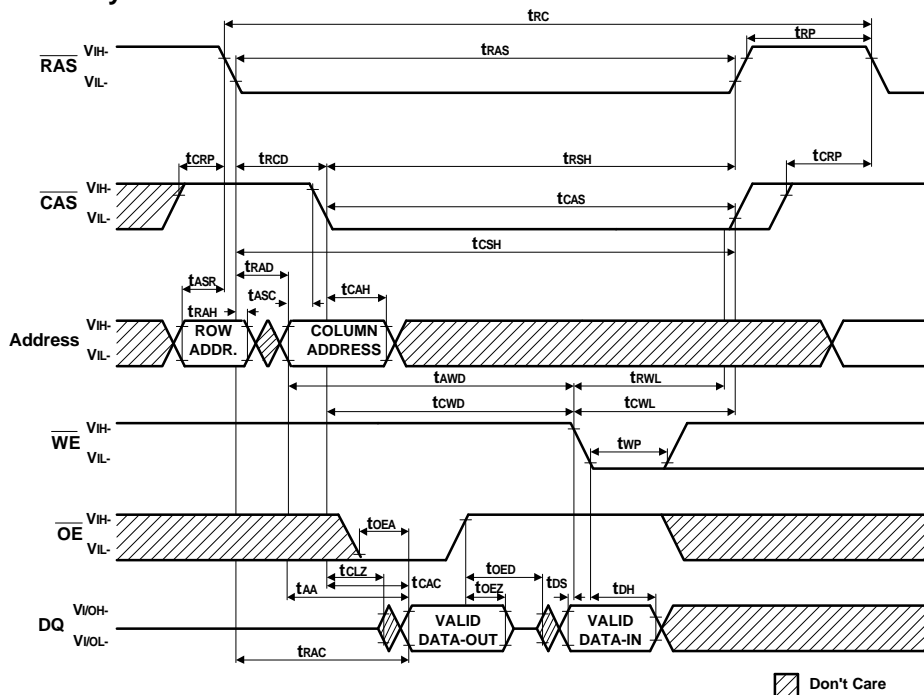 tRC
tRP
RAS
VIH-
VIL-
tRAS
tCRP
tRCD
tRSH
tCRP
CAS
VIH-
VIL-
tCAS
tCSH
tRAD
tASR
tASC
tCAH
tRAH
Address
VIH-
VIL-
ROW
ADDR.
COLUMN
ADDRESS
tAWD
tRWL
tCWD
tCWL
WE
VIH-
VIL-
tWP
OE
VIH-
VIL-
tOEA
tCLZ
tOED
tAA
tCAC
tOEZ
tDS
tDH
DQ
VI/OH-
VI/OL-
VALID
DATA-OUT
VALID
DATA-IN
tRAC
Don't Care